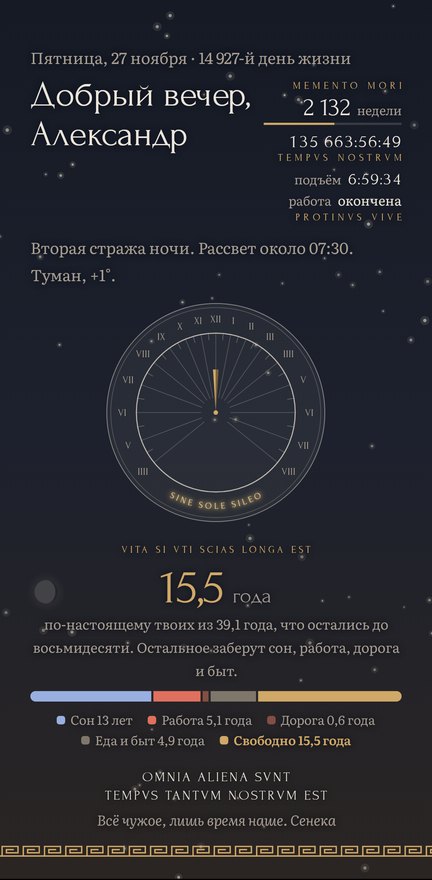 Пятница, 27 ноября · 14 927-й день жизни
Добрый вечер,
Александр
MEMENTO MORI
2 132 недели
135 663:56:49
TEMPVS NOSTRVM
подъём 6:59:34
работа окончена
PROTINVS VIVE
Вторая стража ночи. Рассвет около 07:30.
Туман, +1°.
IIII V VI VII VIII IX X XI XII I II III IIII V VI VII VIII
SINE SOLE SILEO
VITA SI VTI SCIAS LONGA EST
15,5 года
по-настоящему твоих из 39,1 года, что остались до
восьмидесяти. Остальное заберут сон, работа, дорога
и быт.
Сон 13 лет Работа 5,1 года Дорога 0,6 года
Еда и быт 4,9 года Свободно 15,5 года
OMNIA ALIENA SVNT
TEMPVS TANTVM NOSTRVM EST
Всё чужое, лишь время наше. Сенека